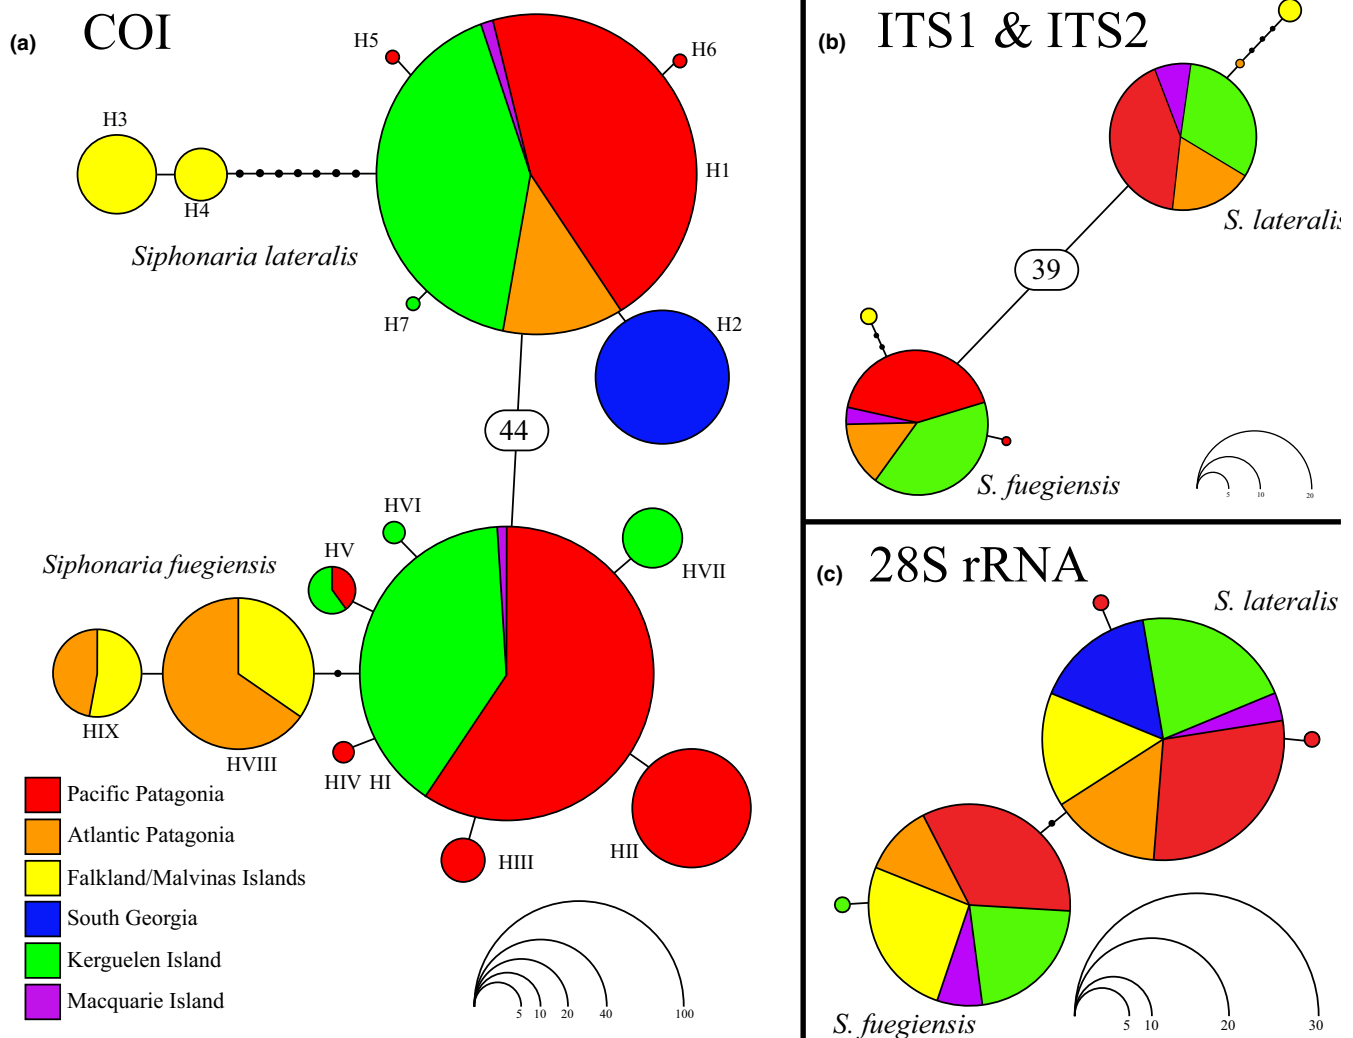 (a) COI
H5
H6
H3
H1
H4
Siphonaria lateralis
H7
H2
44
HVI
Siphonaria fuegiensis
HV
HVII
HIX
HVIII
HIV HI
HIII
HII
Pacific Patagonia
Atlantic Patagonia
Falkland/Malvinas Islands
South Georgia
Kerguelen Island
Macquarie Island
5 10 20 40 100
(b) ITS1 & ITS2
S. lateralis
39
S. fuegiensis
5 10 20
(c) 28S rRNA
S. lateralis
S. fuegiensis
5 10 20 30